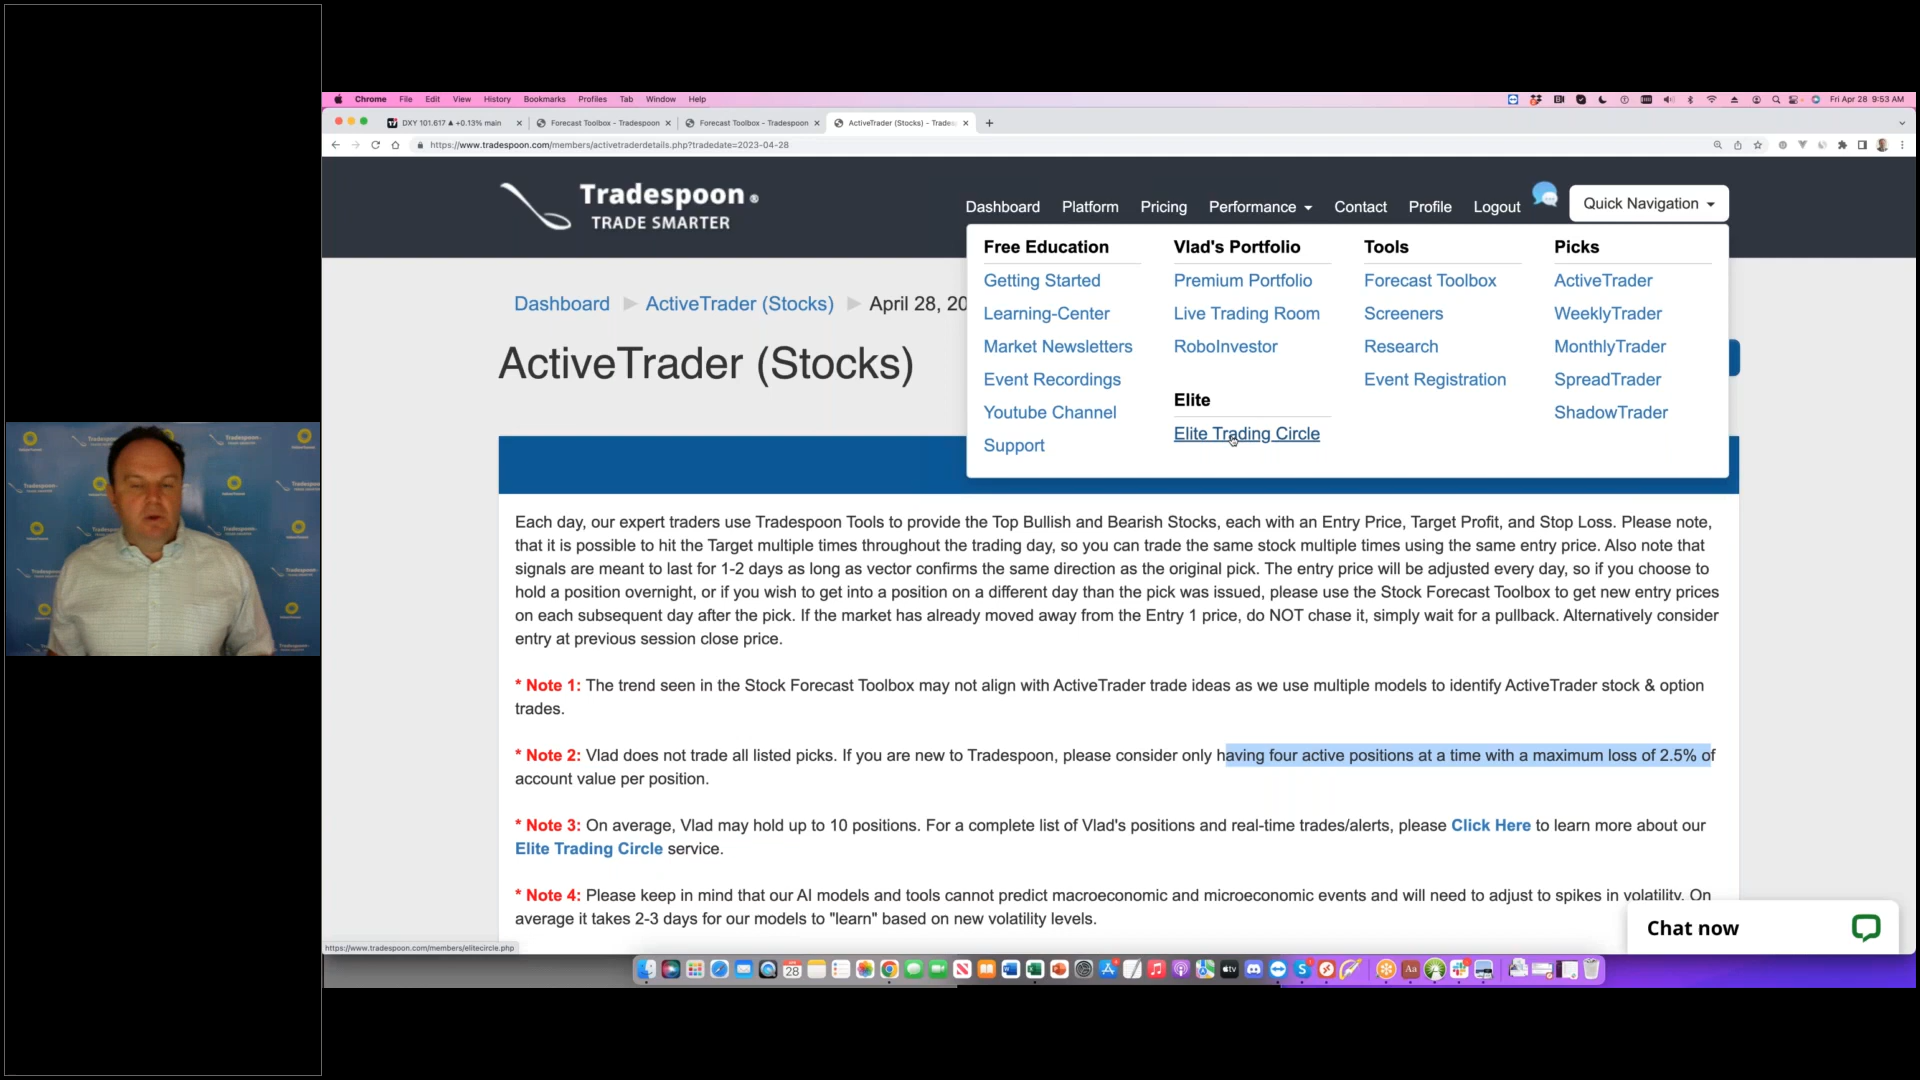 Chrome File Edit View History Bookmarks Profiles Tab Window Help
Fri Apr 28 9:53 AM
DXY 101.617 ▲ +0.13% main
Forecast Toolbox - Tradespoon
Forecast Toolbox - Tradespoon
ActiveTrader (Stocks) - Trades
https://www.tradespoon.com/members/activetraderdetails.php?tradedate=2023-04-28
Tradespoon®
TRADE SMARTER
Dashboard Platform Pricing Performance Contact Profile Logout Quick Navigation
Free Education
Getting Started
Learning-Center
Market Newsletters
Event Recordings
Youtube Channel
Support
Vlad's Portfolio
Premium Portfolio
Live Trading Room
RoboInvestor
Elite
Elite Trading Circle
Tools
Forecast Toolbox
Screeners
Research
Event Registration
Picks
ActiveTrader
WeeklyTrader
MonthlyTrader
SpreadTrader
ShadowTrader
Dashboard ActiveTrader (Stocks) April 28, 20
ActiveTrader (Stocks)
Each day, our expert traders use Tradespoon Tools to provide the Top Bullish and Bearish Stocks, each with an Entry Price, Target Profit, and Stop Loss. Please note,
that it is possible to hit the Target multiple times throughout the trading day, so you can trade the same stock multiple times using the same entry price. Also note that
signals are meant to last for 1-2 days as long as vector confirms the same direction as the original pick. The entry price will be adjusted every day, so if you choose to
hold a position overnight, or if you wish to get into a position on a different day than the pick was issued, please use the Stock Forecast Toolbox to get new entry prices
on each subsequent day after the pick. If the market has already moved away from the Entry 1 price, do NOT chase it, simply wait for a pullback. Alternatively consider
entry at previous session close price.
* Note 1: The trend seen in the Stock Forecast Toolbox may not align with ActiveTrader trade ideas as we use multiple models to identify ActiveTrader stock & option
trades.
* Note 2: Vlad does not trade all listed picks. If you are new to Tradespoon, please consider only having four active positions at a time with a maximum loss of 2.5% of
account value per position.
* Note 3: On average, Vlad may hold up to 10 positions. For a complete list of Vlad's positions and real-time trades/alerts, please Click Here to learn more about our
Elite Trading Circle service.
* Note 4: Please keep in mind that our AI models and tools cannot predict macroeconomic and microeconomic events and will need to adjust to spikes in volatility. On
average it takes 2-3 days for our models to "learn" based on new volatility levels.
Chat now
https://www.tradespoon.com/members/elitecircle.php